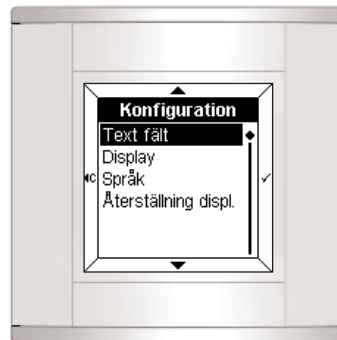 Konfiguration
Text fält
Display
C Språk
Återställning displ.